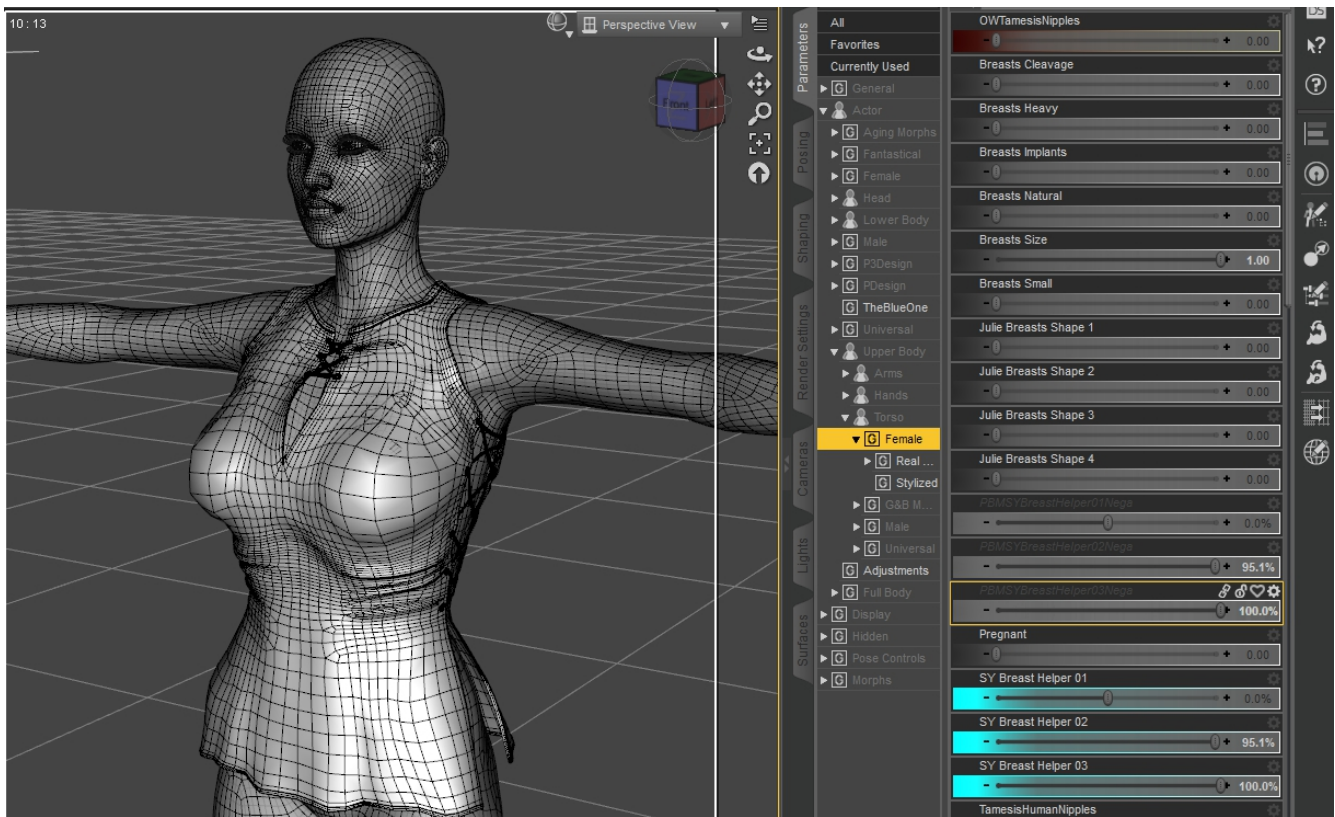 10 : 13
Perspective View
Front
Left
Parameters
Posing
Shaping
Render Settings
Cameras
Lights
Surfaces
All
Favorites
Currently Used
G General
Actor
G Aging Morphs
G Fantastical
G Female
Head
Lower Body
G Male
G P3Design
G PDesign
G TheBlueOne
G Universal
Upper Body
Arms
Hands
Torso
G Female
G Real ...
G Stylized
G G&B M...
G Male
G Universal
G Adjustments
G Full Body
G Display
G Hidden
G Pose Controls
G Morphs
OWTamesisNipples
- + 0.00
Breasts Cleavage
- + 0.00
Breasts Heavy
- + 0.00
Breasts Implants
- + 0.00
Breasts Natural
- + 0.00
Breasts Size
- + 1.00
Breasts Small
- + 0.00
Julie Breasts Shape 1
- + 0.00
Julie Breasts Shape 2
- + 0.00
Julie Breasts Shape 3
- + 0.00
Julie Breasts Shape 4
- + 0.00
PBMSYBreastHelper01Nega
- + 0.0%
PBMSYBreastHelper02Nega
- + 95.1%
PBMSYBreastHelper03Nega
- + 100.0%
Pregnant
- + 0.00
SY Breast Helper 01
- + 0.0%
SY Breast Helper 02
- + 95.1%
SY Breast Helper 03
- + 100.0%
TamesisHumanNipples
DS
?
?